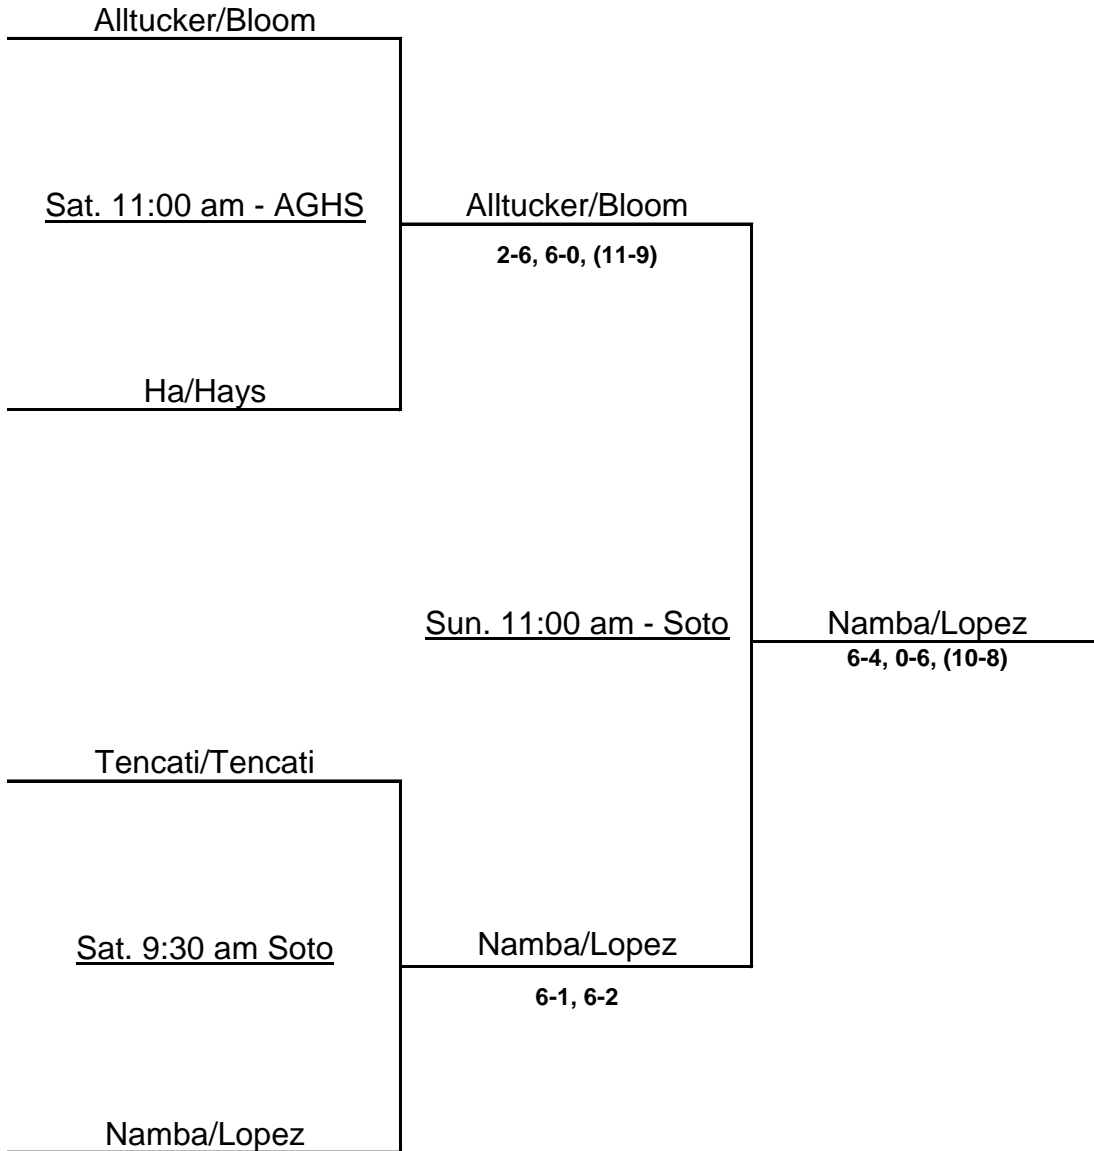 Alltucker/Bloom
Sat. 11:00 am - AGHS
Alltucker/Bloom
2-6, 6-0, (11-9)
Ha/Hays
Sun. 11:00 am - Soto
Namba/Lopez
6-4, 0-6, (10-8)
Tencati/Tencati
Sat. 9:30 am Soto
Namba/Lopez
6-1, 6-2
Namba/Lopez